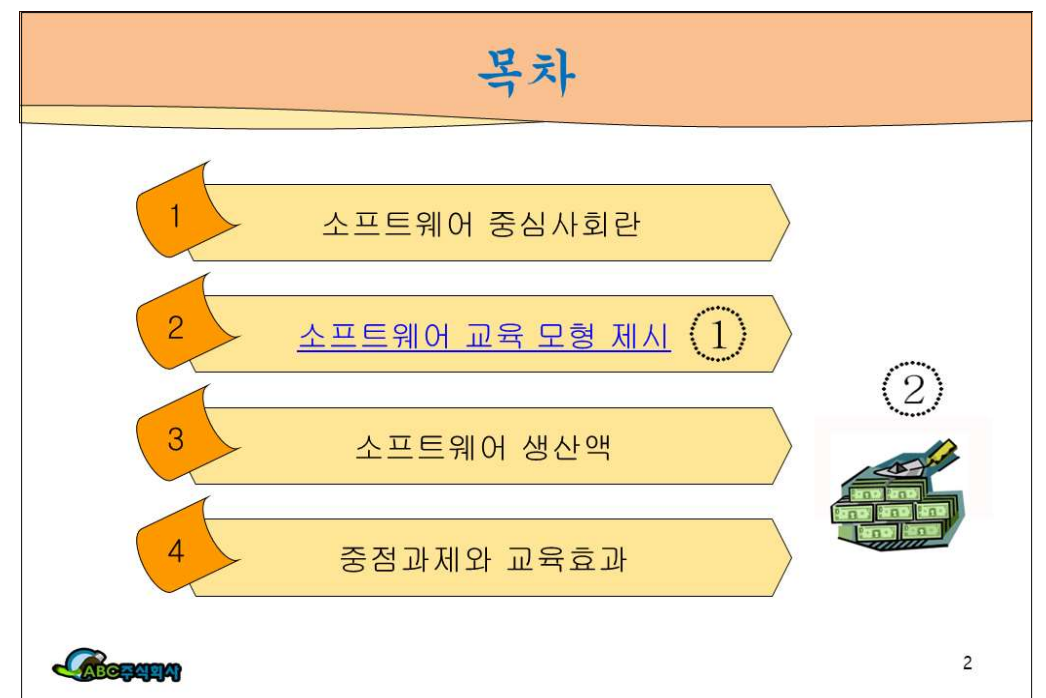 목차
1
소프트웨어 중심사회란
2
소프트웨어 교육 모형 제시 ①
②
3
소프트웨어 생산액
4
중점과제와 교육효과
ABC주식회사
2